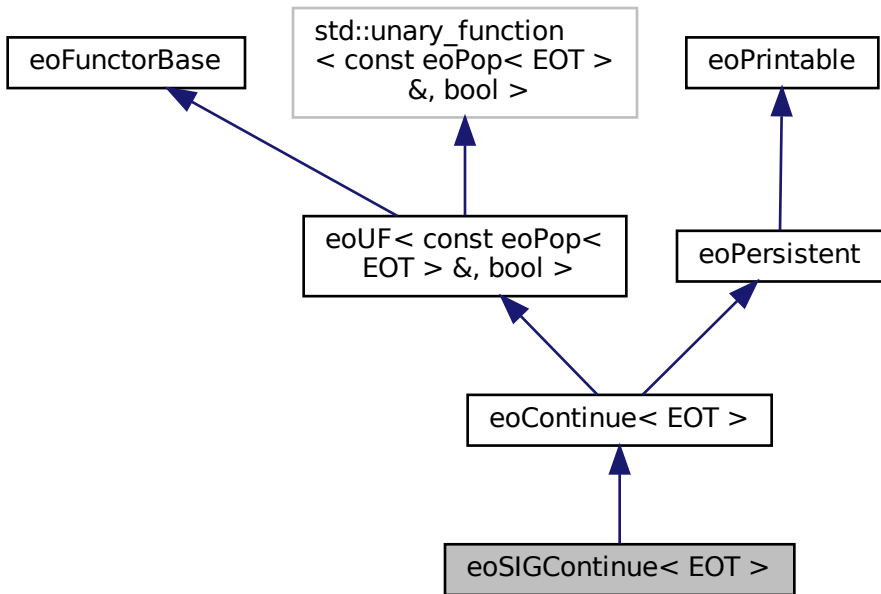 eoFunctorBase
std::unary_function
< const eoPop< EOT >
&, bool >
eoPrintable
eoUF< const eoPop<
EOT > &, bool >
eoPersistent
eoContinue< EOT >
eoSIGContinue< EOT >